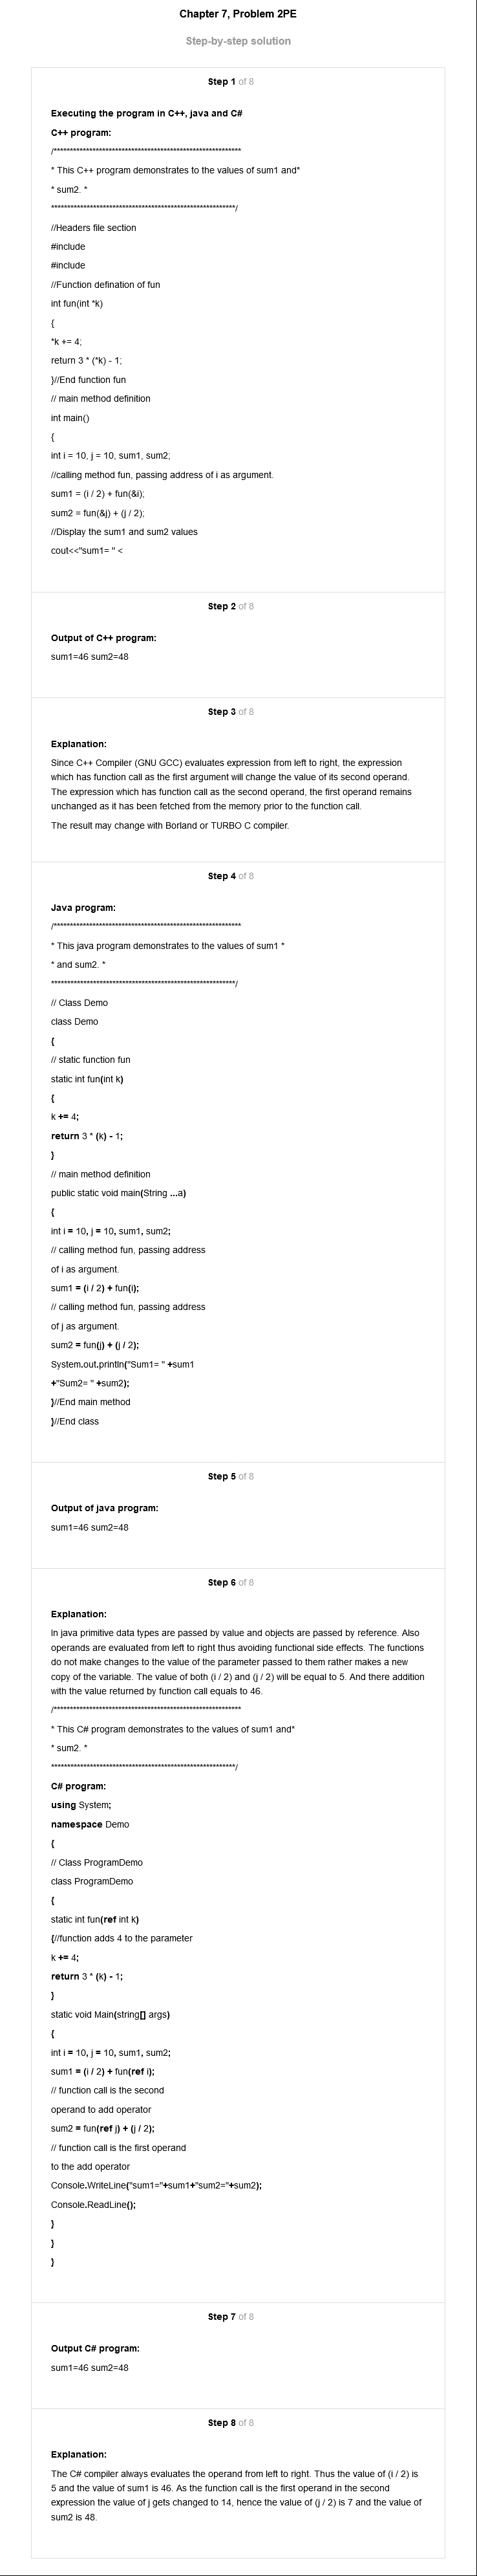 Chapter 7, Problem 2PE
Step-by-step solution
Step 1 of 8
Executing the program in C++, java and C#
C++ program:
/**********************************************************
* This C++ program demonstrates to the values of sum1 and*
* sum2. *
*********************************************************/
//Headers file section
#include
#include
//Function defination of fun
int fun(int *k)
{
*k += 4;
return 3 * (*k) - 1;
}//End function fun
// main method definition
int main()
{
int i = 10, j = 10, sum1, sum2;
//calling method fun, passing address of i as argument.
sum1 = (i / 2) + fun(&i);
sum2 = fun(&j) + (j / 2);
//Display the sum1 and sum2 values
cout<<"sum1= " <
Step 2 of 8
Output of C++ program:
sum1=46 sum2=48
Step 3 of 8
Explanation:
Since C++ Compiler (GNU GCC) evaluates expression from left to right, the expression
which has function call as the first argument will change the value of its second operand.
The expression which has function call as the second operand, the first operand remains
unchanged as it has been fetched from the memory prior to the function call.
The result may change with Borland or TURBO C compiler.
Step 4 of 8
Java program:
/**********************************************************
* This java program demonstrates to the values of sum1 *
* and sum2. *
*********************************************************/
// Class Demo
class Demo
{
// static function fun
static int fun(int k)
{
k += 4;
return 3 * (k) - 1;
}
// main method definition
public static void main(String ...a)
{
int i = 10, j = 10, sum1, sum2;
// calling method fun, passing address
of i as argument.
sum1 = (i / 2) + fun(i);
// calling method fun, passing address
of j as argument.
sum2 = fun(j) + (j / 2);
System.out.println("Sum1= " +sum1
+"Sum2= " +sum2);
}//End main method
}//End class
Step 5 of 8
Output of java program:
sum1=46 sum2=48
Step 6 of 8
Explanation:
In java primitive data types are passed by value and objects are passed by reference. Also
operands are evaluated from left to right thus avoiding functional side effects. The functions
do not make changes to the value of the parameter passed to them rather makes a new
copy of the variable. The value of both (i / 2) and (j / 2) will be equal to 5. And there addition
with the value returned by function call equals to 46.
/**********************************************************
* This C# program demonstrates to the values of sum1 and*
* sum2. *
*********************************************************/
C# program:
using System;
namespace Demo
{
// Class ProgramDemo
class ProgramDemo
{
static int fun(ref int k)
{//function adds 4 to the parameter
k += 4;
return 3 * (k) - 1;
}
static void Main(string[] args)
{
int i = 10, j = 10, sum1, sum2;
sum1 = (i / 2) + fun(ref i);
// function call is the second
operand to add operator
sum2 = fun(ref j) + (j / 2);
// function call is the first operand
to the add operator
Console.WriteLine("sum1="+sum1+"sum2="+sum2);
Console.ReadLine();
}
}
}
Step 7 of 8
Output C# program:
sum1=46 sum2=48
Step 8 of 8
Explanation:
The C# compiler always evaluates the operand from left to right. Thus the value of (i / 2) is
5 and the value of sum1 is 46. As the function call is the first operand in the second
expression the value of j gets changed to 14, hence the value of (j / 2) is 7 and the value of
sum2 is 48.